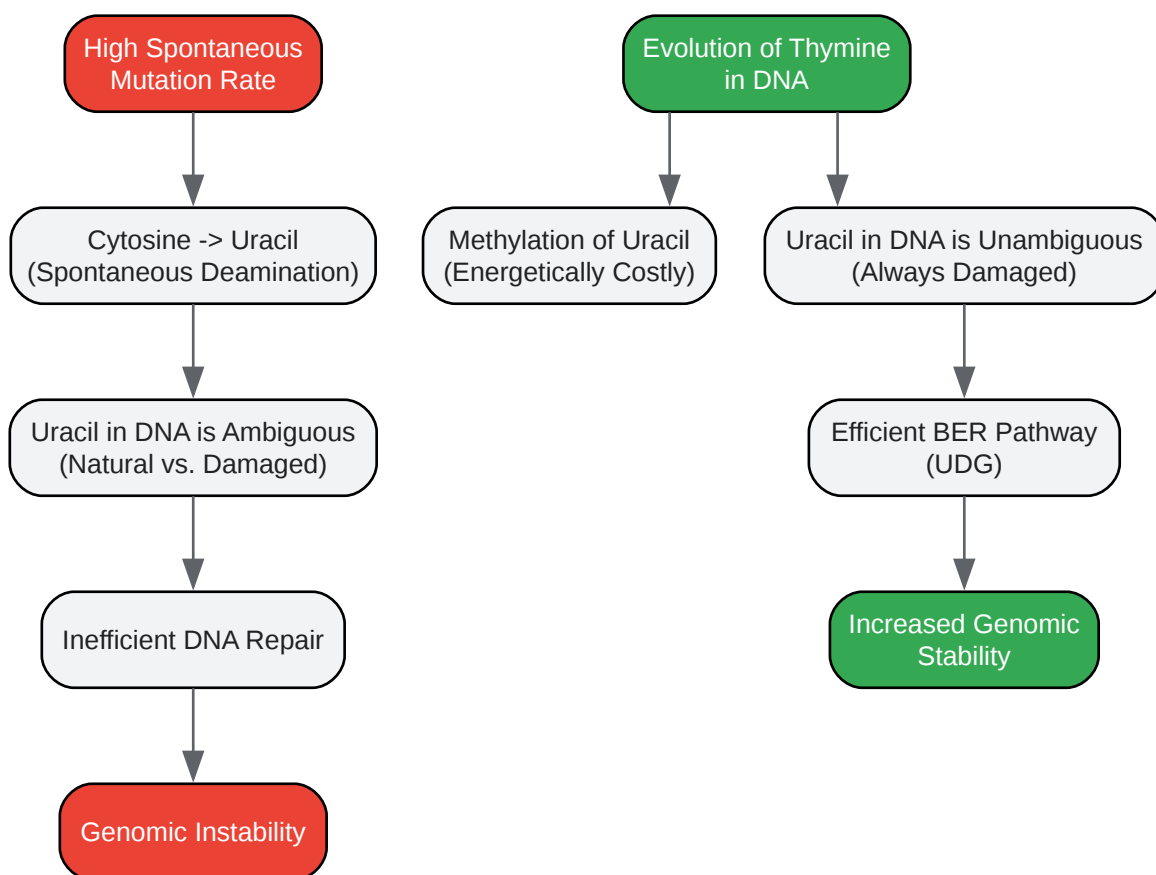 High Spontaneous
Mutation Rate
Cytosine -> Uracil
(Spontaneous Deamination)
Uracil in DNA is Ambiguous
(Natural vs. Damaged)
Inefficient DNA Repair
Genomic Instability
Evolution of Thymine
in DNA
Methylation of Uracil
(Energetically Costly)
Uracil in DNA is Unambiguous
(Always Damaged)
Efficient BER Pathway
(UDG)
Increased Genomic
Stability